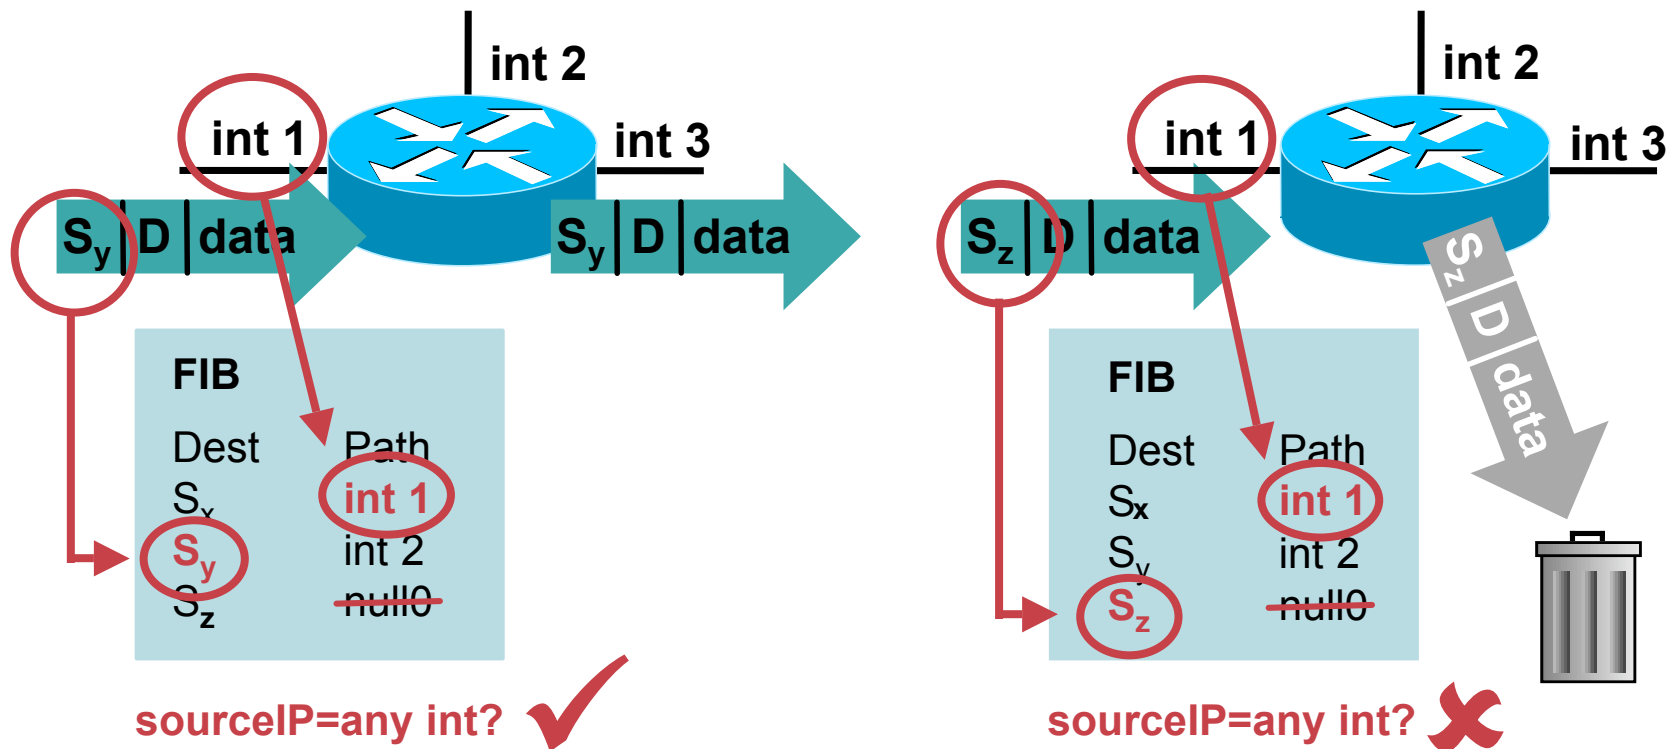 int 2
int 1
int 3
Sy D data
Sy D data
FIB
Dest Path
Sx int 1
Sy int 2
Sz null0
sourceIP=any int?
int 2
int 1
int 3
Sz D data
Sz D data
FIB
Dest Path
Sx int 1
Sy int 2
Sz null0
sourceIP=any int?